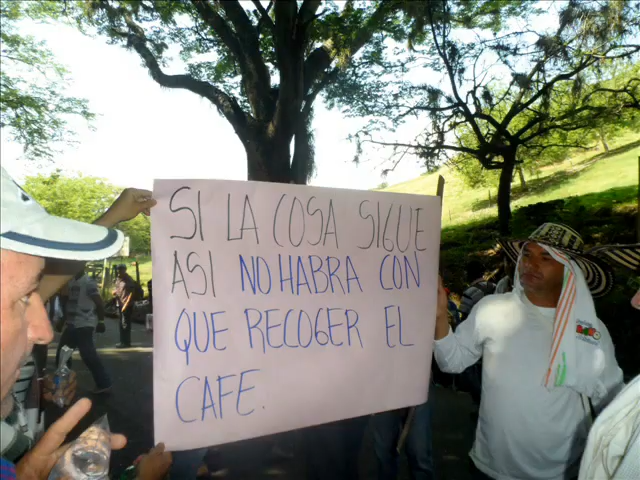 SI LA COSA SIGUE
ASI NO HABRA CON
QUE RECOGER EL
CAFE.